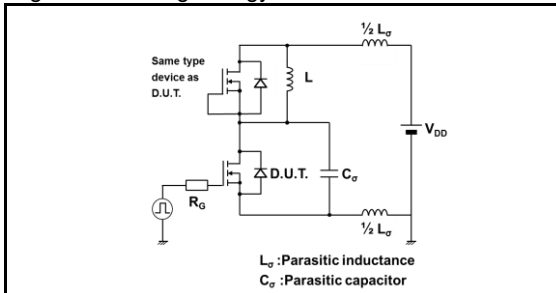 ½ Lσ
Same type
device as
D.U.T.
L
VDD
D.U.T.
Cσ
RG
½ Lσ
Lσ :Parasitic inductance
Cσ :Parasitic capacitor